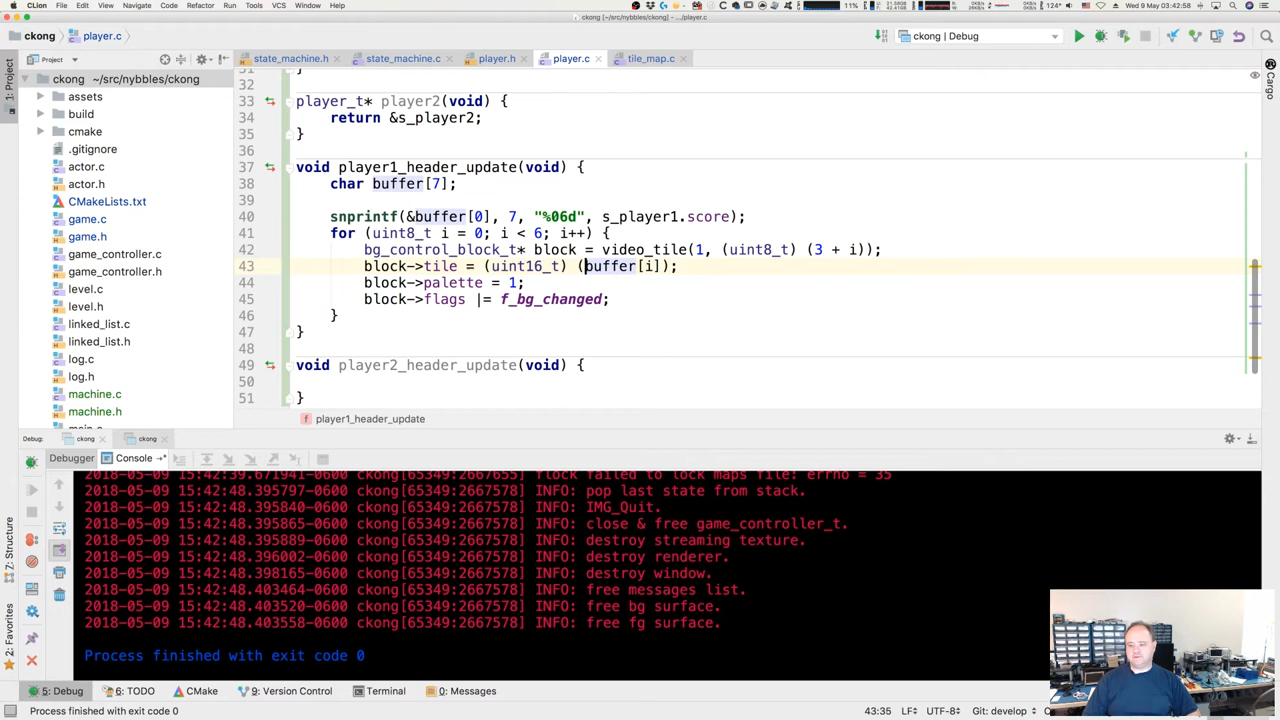 CLion File Edit View Navigate Code Refactor Run Tools VCS Window Help 11% 124° Wed 9 May 03:42:58
ckong [~/src/nybbles/ckong] - .../player.c
ckong player.c ckong | Debug
Project state_machine.h state_machine.c player.h player.c tile_map.c
1: Project
Cargo
ckong ~/src/nybbles/ckong
assets
build
cmake
.gitignore
actor.c
actor.h
CMakeLists.txt
game.c
game.h
game_controller.c
game_controller.h
level.c
level.h
linked_list.c
linked_list.h
log.c
log.h
machine.c
machine.h
31 }
32
33 player_t* player2(void) {
34 return &s_player2;
35 }
36
37 void player1_header_update(void) {
38 char buffer[7];
39
40 snprintf(&buffer[0], 7, "%06d", s_player1.score);
41 for (uint8_t i = 0; i < 6; i++) {
42 bg_control_block_t* block = video_tile(1, (uint8_t) (3 + i));
43 block->tile = (uint16_t) (buffer[i]);
44 block->palette = 1;
45 block->flags |= f_bg_changed;
46 }
47 }
48
49 void player2_header_update(void) {
50
51 }
player1_header_update
Debug: ckong ckong
Debugger Console
7: Structure
2: Favorites
2018-05-09 15:42:39.671941-0600 ckong[65349:2667655] flock failed to lock maps file: errno = 35
2018-05-09 15:42:48.395797-0600 ckong[65349:2667578] INFO: pop last state from stack.
2018-05-09 15:42:48.395840-0600 ckong[65349:2667578] INFO: IMG_Quit.
2018-05-09 15:42:48.395865-0600 ckong[65349:2667578] INFO: close & free game_controller_t.
2018-05-09 15:42:48.395889-0600 ckong[65349:2667578] INFO: destroy streaming texture.
2018-05-09 15:42:48.396002-0600 ckong[65349:2667578] INFO: destroy renderer.
2018-05-09 15:42:48.398165-0600 ckong[65349:2667578] INFO: destroy window.
2018-05-09 15:42:48.403464-0600 ckong[65349:2667578] INFO: free messages list.
2018-05-09 15:42:48.403520-0600 ckong[65349:2667578] INFO: free bg surface.
2018-05-09 15:42:48.403558-0600 ckong[65349:2667578] INFO: free fg surface.
Process finished with exit code 0
5: Debug 6: TODO CMake 9: Version Control Terminal 0: Messages
Process finished with exit code 0 43:35 LF UTF-8 Git: develop